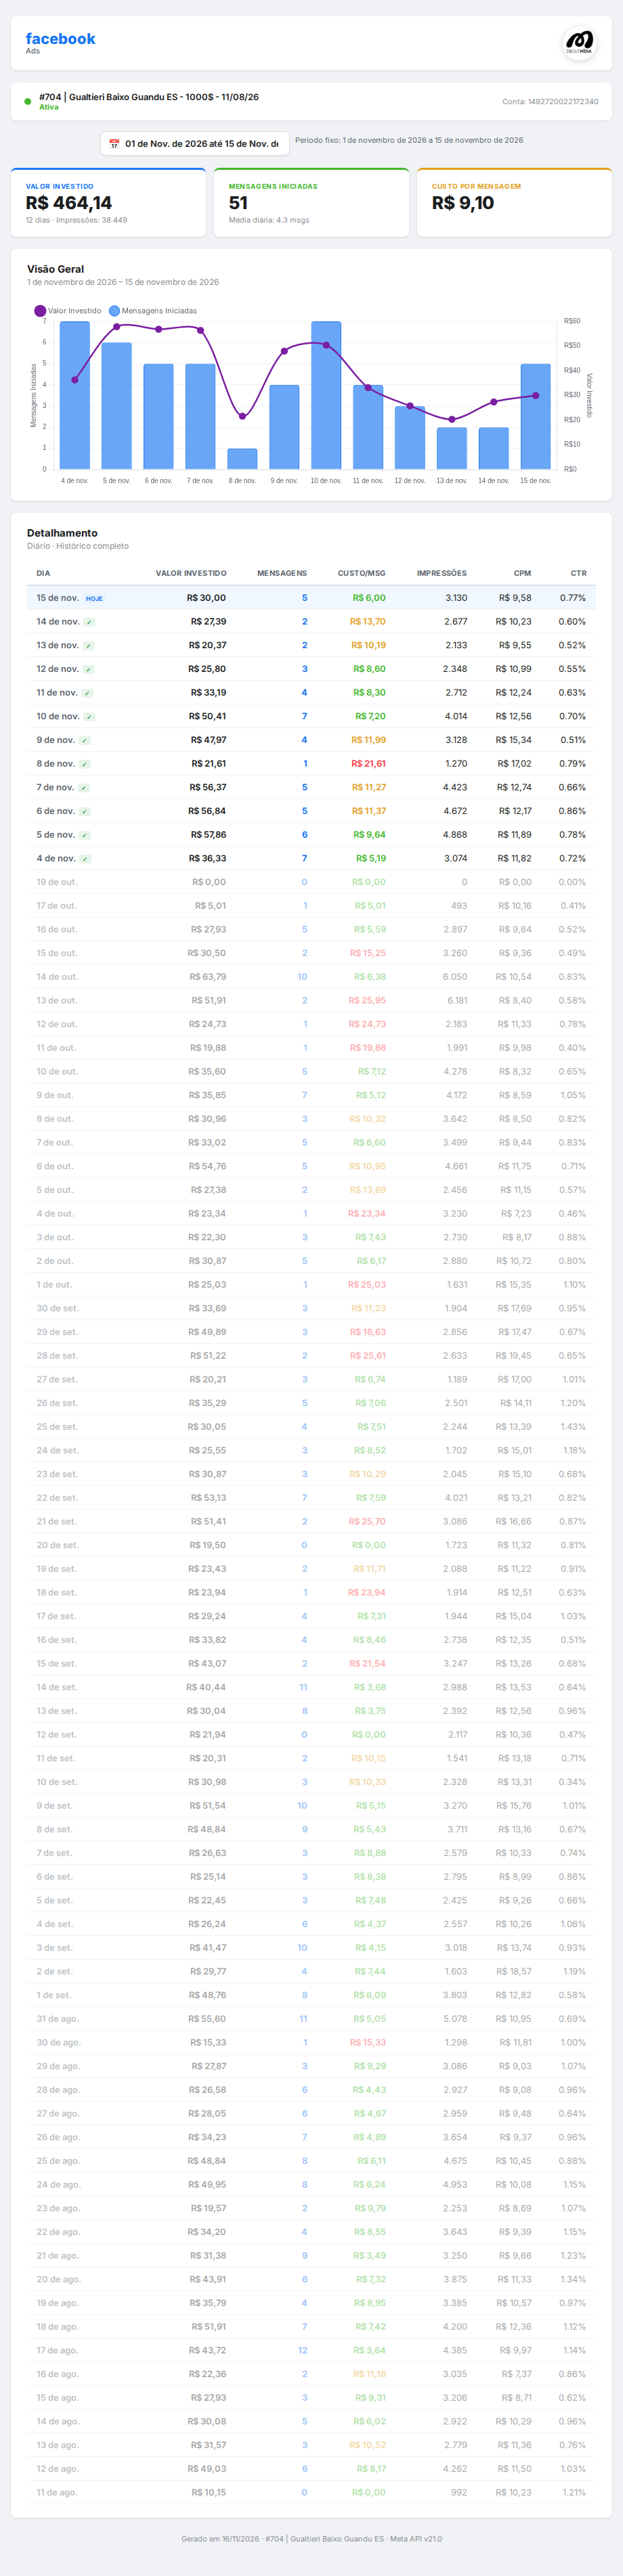 facebook
Ads
DBOUT MÍDIA
#704 | Gualtieri Baixo Guandu ES - 1000$ - 11/08/26
Ativa
Conta: 1492720022172340
01 de Nov. de 2026 até 15 de Nov. de
Período fixo: 1 de novembro de 2026 a 15 de novembro de 2026
VALOR INVESTIDO
R$ 464,14
12 dias · Impressões: 38.449
MENSAGENS INICIADAS
51
Média diária: 4.3 msgs
CUSTO POR MENSAGEM
R$ 9,10
Visão Geral
1 de novembro de 2026 – 15 de novembro de 2026
Valor Investido Mensagens Iniciadas
Mensagens Iniciadas
7
6
5
4
3
2
1
0
R$60
R$50
R$40
R$30
R$20
R$10
R$0
Valor Investido
4 de nov. 5 de nov. 6 de nov. 7 de nov. 8 de nov. 9 de nov. 10 de nov. 11 de nov. 12 de nov. 13 de nov. 14 de nov. 15 de nov.
Detalhamento
Diário · Histórico completo
DIA VALOR INVESTIDO MENSAGENS CUSTO/MSG IMPRESSÕES CPM CTR
15 de nov. HOJE R$ 30,00 5 R$ 6,00 3.130 R$ 9,58 0.77%
14 de nov. ✓ R$ 27,39 2 R$ 13,70 2.677 R$ 10,23 0.60%
13 de nov. ✓ R$ 20,37 2 R$ 10,19 2.133 R$ 9,55 0.52%
12 de nov. ✓ R$ 25,80 3 R$ 8,60 2.348 R$ 10,99 0.55%
11 de nov. ✓ R$ 33,19 4 R$ 8,30 2.712 R$ 12,24 0.63%
10 de nov. ✓ R$ 50,41 7 R$ 7,20 4.014 R$ 12,56 0.70%
9 de nov. ✓ R$ 47,97 4 R$ 11,99 3.128 R$ 15,34 0.51%
8 de nov. ✓ R$ 21,61 1 R$ 21,61 1.270 R$ 17,02 0.79%
7 de nov. ✓ R$ 56,37 5 R$ 11,27 4.423 R$ 12,74 0.66%
6 de nov. ✓ R$ 56,84 5 R$ 11,37 4.672 R$ 12,17 0.86%
5 de nov. ✓ R$ 57,86 6 R$ 9,64 4.868 R$ 11,89 0.78%
4 de nov. ✓ R$ 36,33 7 R$ 5,19 3.074 R$ 11,82 0.72%
19 de out. R$ 0,00 0 R$ 0,00 0 R$ 0,00 0.00%
17 de out. R$ 5,01 1 R$ 5,01 493 R$ 10,16 0.41%
16 de out. R$ 27,93 5 R$ 5,59 2.897 R$ 9,64 0.52%
15 de out. R$ 30,50 2 R$ 15,25 3.260 R$ 9,36 0.49%
14 de out. R$ 63,79 10 R$ 6,38 6.050 R$ 10,54 0.83%
13 de out. R$ 51,91 2 R$ 25,95 6.181 R$ 8,40 0.58%
12 de out. R$ 24,73 1 R$ 24,73 2.183 R$ 11,33 0.78%
11 de out. R$ 19,88 1 R$ 19,88 1.991 R$ 9,98 0.40%
10 de out. R$ 35,60 5 R$ 7,12 4.278 R$ 8,32 0.65%
9 de out. R$ 35,85 7 R$ 5,12 4.172 R$ 8,59 1.05%
8 de out. R$ 30,96 3 R$ 10,32 3.642 R$ 8,50 0.82%
7 de out. R$ 33,02 5 R$ 6,60 3.499 R$ 9,44 0.83%
6 de out. R$ 54,76 5 R$ 10,95 4.661 R$ 11,75 0.71%
5 de out. R$ 27,38 2 R$ 13,69 2.456 R$ 11,15 0.57%
4 de out. R$ 23,34 1 R$ 23,34 3.230 R$ 7,23 0.46%
3 de out. R$ 22,30 3 R$ 7,43 2.730 R$ 8,17 0.88%
2 de out. R$ 30,87 5 R$ 6,17 2.880 R$ 10,72 0.80%
1 de out. R$ 25,03 1 R$ 25,03 1.631 R$ 15,35 1.10%
30 de set. R$ 33,69 3 R$ 11,23 1.904 R$ 17,69 0.95%
29 de set. R$ 49,89 3 R$ 16,63 2.856 R$ 17,47 0.67%
28 de set. R$ 51,22 2 R$ 25,61 2.633 R$ 19,45 0.65%
27 de set. R$ 20,21 3 R$ 6,74 1.189 R$ 17,00 1.01%
26 de set. R$ 35,29 5 R$ 7,06 2.501 R$ 14,11 1.20%
25 de set. R$ 30,05 4 R$ 7,51 2.244 R$ 13,39 1.43%
24 de set. R$ 25,55 3 R$ 8,52 1.702 R$ 15,01 1.18%
23 de set. R$ 30,87 3 R$ 10,29 2.045 R$ 15,10 0.68%
22 de set. R$ 53,13 7 R$ 7,59 4.021 R$ 13,21 0.82%
21 de set. R$ 51,41 2 R$ 25,70 3.086 R$ 16,66 0.87%
20 de set. R$ 19,50 0 R$ 0,00 1.723 R$ 11,32 0.81%
19 de set. R$ 23,43 2 R$ 11,71 2.088 R$ 11,22 0.91%
18 de set. R$ 23,94 1 R$ 23,94 1.914 R$ 12,51 0.63%
17 de set. R$ 29,24 4 R$ 7,31 1.944 R$ 15,04 1.03%
16 de set. R$ 33,82 4 R$ 8,46 2.738 R$ 12,35 0.51%
15 de set. R$ 43,07 2 R$ 21,54 3.247 R$ 13,26 0.68%
14 de set. R$ 40,44 11 R$ 3,68 2.988 R$ 13,53 0.64%
13 de set. R$ 30,04 8 R$ 3,75 2.392 R$ 12,56 0.96%
12 de set. R$ 21,94 0 R$ 0,00 2.117 R$ 10,36 0.47%
11 de set. R$ 20,31 2 R$ 10,15 1.541 R$ 13,18 0.71%
10 de set. R$ 30,98 3 R$ 10,33 2.328 R$ 13,31 0.34%
9 de set. R$ 51,54 10 R$ 5,15 3.270 R$ 15,76 1.01%
8 de set. R$ 48,84 9 R$ 5,43 3.711 R$ 13,16 0.67%
7 de set. R$ 26,63 3 R$ 8,88 2.579 R$ 10,33 0.74%
6 de set. R$ 25,14 3 R$ 8,38 2.795 R$ 8,99 0.86%
5 de set. R$ 22,45 3 R$ 7,48 2.425 R$ 9,26 0.66%
4 de set. R$ 26,24 6 R$ 4,37 2.557 R$ 10,26 1.06%
3 de set. R$ 41,47 10 R$ 4,15 3.018 R$ 13,74 0.93%
2 de set. R$ 29,77 4 R$ 7,44 1.603 R$ 18,57 1.19%
1 de set. R$ 48,76 8 R$ 6,09 3.803 R$ 12,82 0.58%
31 de ago. R$ 55,60 11 R$ 5,05 5.078 R$ 10,95 0.69%
30 de ago. R$ 15,33 1 R$ 15,33 1.298 R$ 11,81 1.00%
29 de ago. R$ 27,87 3 R$ 9,29 3.086 R$ 9,03 1.07%
28 de ago. R$ 26,58 6 R$ 4,43 2.927 R$ 9,08 0.96%
27 de ago. R$ 28,05 6 R$ 4,67 2.959 R$ 9,48 0.64%
26 de ago. R$ 34,23 7 R$ 4,89 3.654 R$ 9,37 0.96%
25 de ago. R$ 48,84 8 R$ 6,11 4.675 R$ 10,45 0.88%
24 de ago. R$ 49,95 8 R$ 6,24 4.953 R$ 10,08 1.15%
23 de ago. R$ 19,57 2 R$ 9,79 2.253 R$ 8,69 1.07%
22 de ago. R$ 34,20 4 R$ 8,55 3.643 R$ 9,39 1.15%
21 de ago. R$ 31,38 9 R$ 3,49 3.250 R$ 9,66 1.23%
20 de ago. R$ 43,91 6 R$ 7,32 3.875 R$ 11,33 1.34%
19 de ago. R$ 35,79 4 R$ 8,95 3.385 R$ 10,57 0.97%
18 de ago. R$ 51,91 7 R$ 7,42 4.200 R$ 12,36 1.12%
17 de ago. R$ 43,72 12 R$ 3,64 4.385 R$ 9,97 1.14%
16 de ago. R$ 22,36 2 R$ 11,18 3.035 R$ 7,37 0.86%
15 de ago. R$ 27,93 3 R$ 9,31 3.206 R$ 8,71 0.62%
14 de ago. R$ 30,08 5 R$ 6,02 2.922 R$ 10,29 0.96%
13 de ago. R$ 31,57 3 R$ 10,52 2.779 R$ 11,36 0.76%
12 de ago. R$ 49,03 6 R$ 8,17 4.262 R$ 11,50 1.03%
11 de ago. R$ 10,15 0 R$ 0,00 992 R$ 10,23 1.21%
Gerado em 16/11/2026 · #704 | Gualtieri Baixo Guandu ES · Meta API v21.0